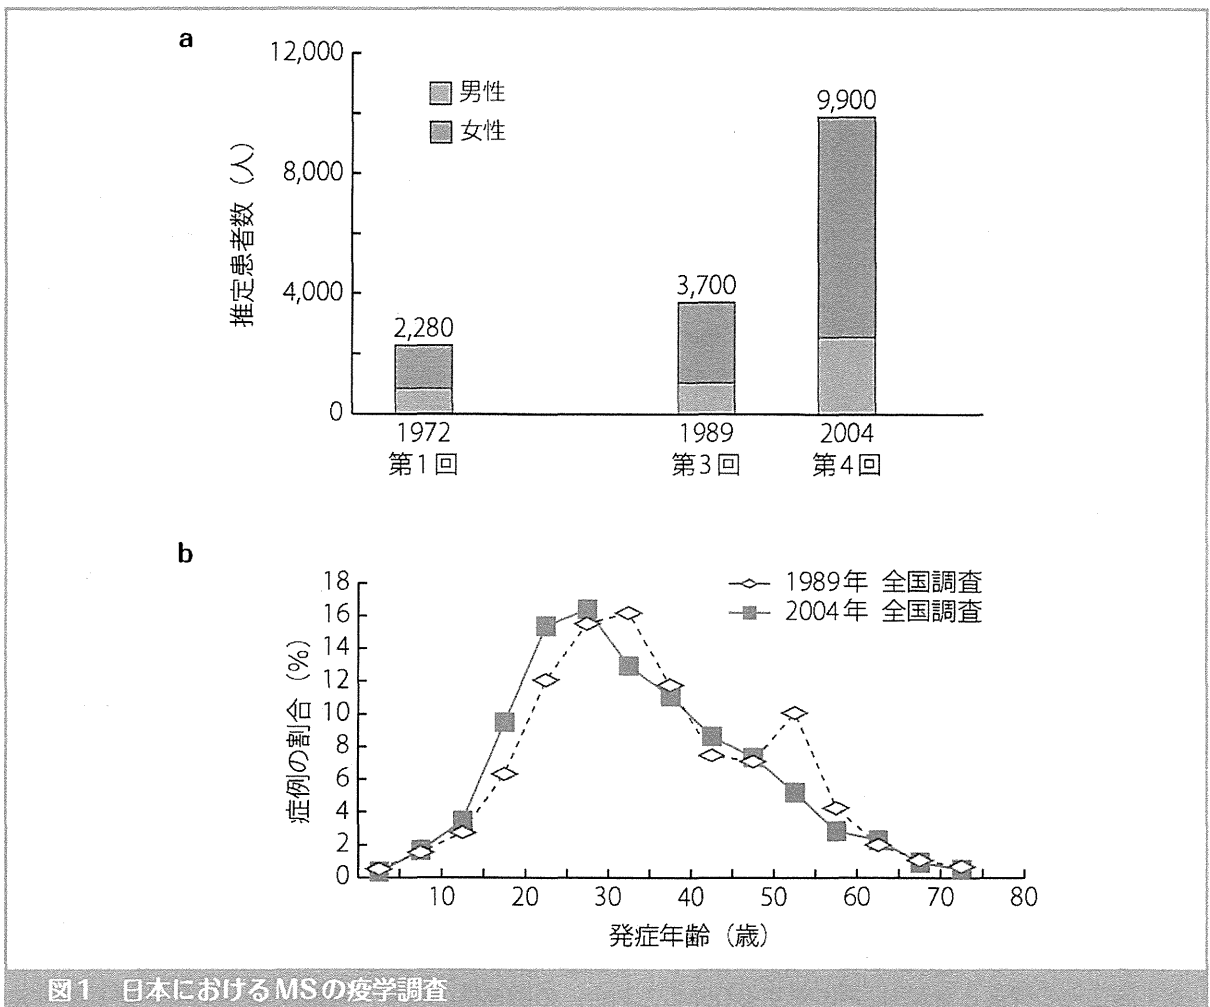 a
12,000
8,000
4,000
0
推定患者数（人）
男性
女性
2,280
3,700
9,900
1972
第1回
1989
第3回
2004
第4回
b
18
16
14
12
10
8
6
4
2
0
症例の割合（%）
1989年 全国調査
2004年 全国調査
10 20 30 40 50 60 70 80
発症年齢（歳）
図1 日本におけるMSの疫学調査